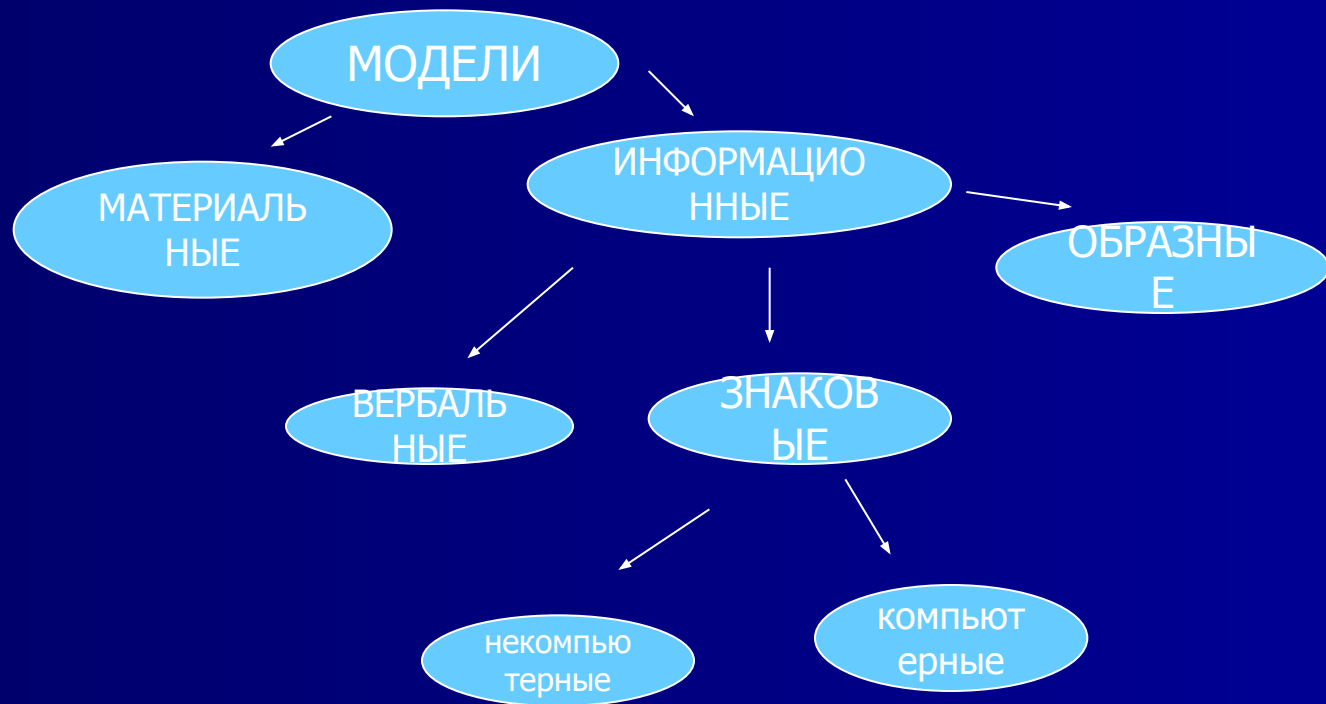 МОДЕЛИ
ИНФОРМАЦИО
ННЫЕ
МАТЕРИАЛЬ
НЫЕ
ОБРАЗНЫ
Е
ВЕРБАЛЬ
НЫЕ
ЗНАКОВ
ЫЕ
некомпью
терные
компьют
ерные